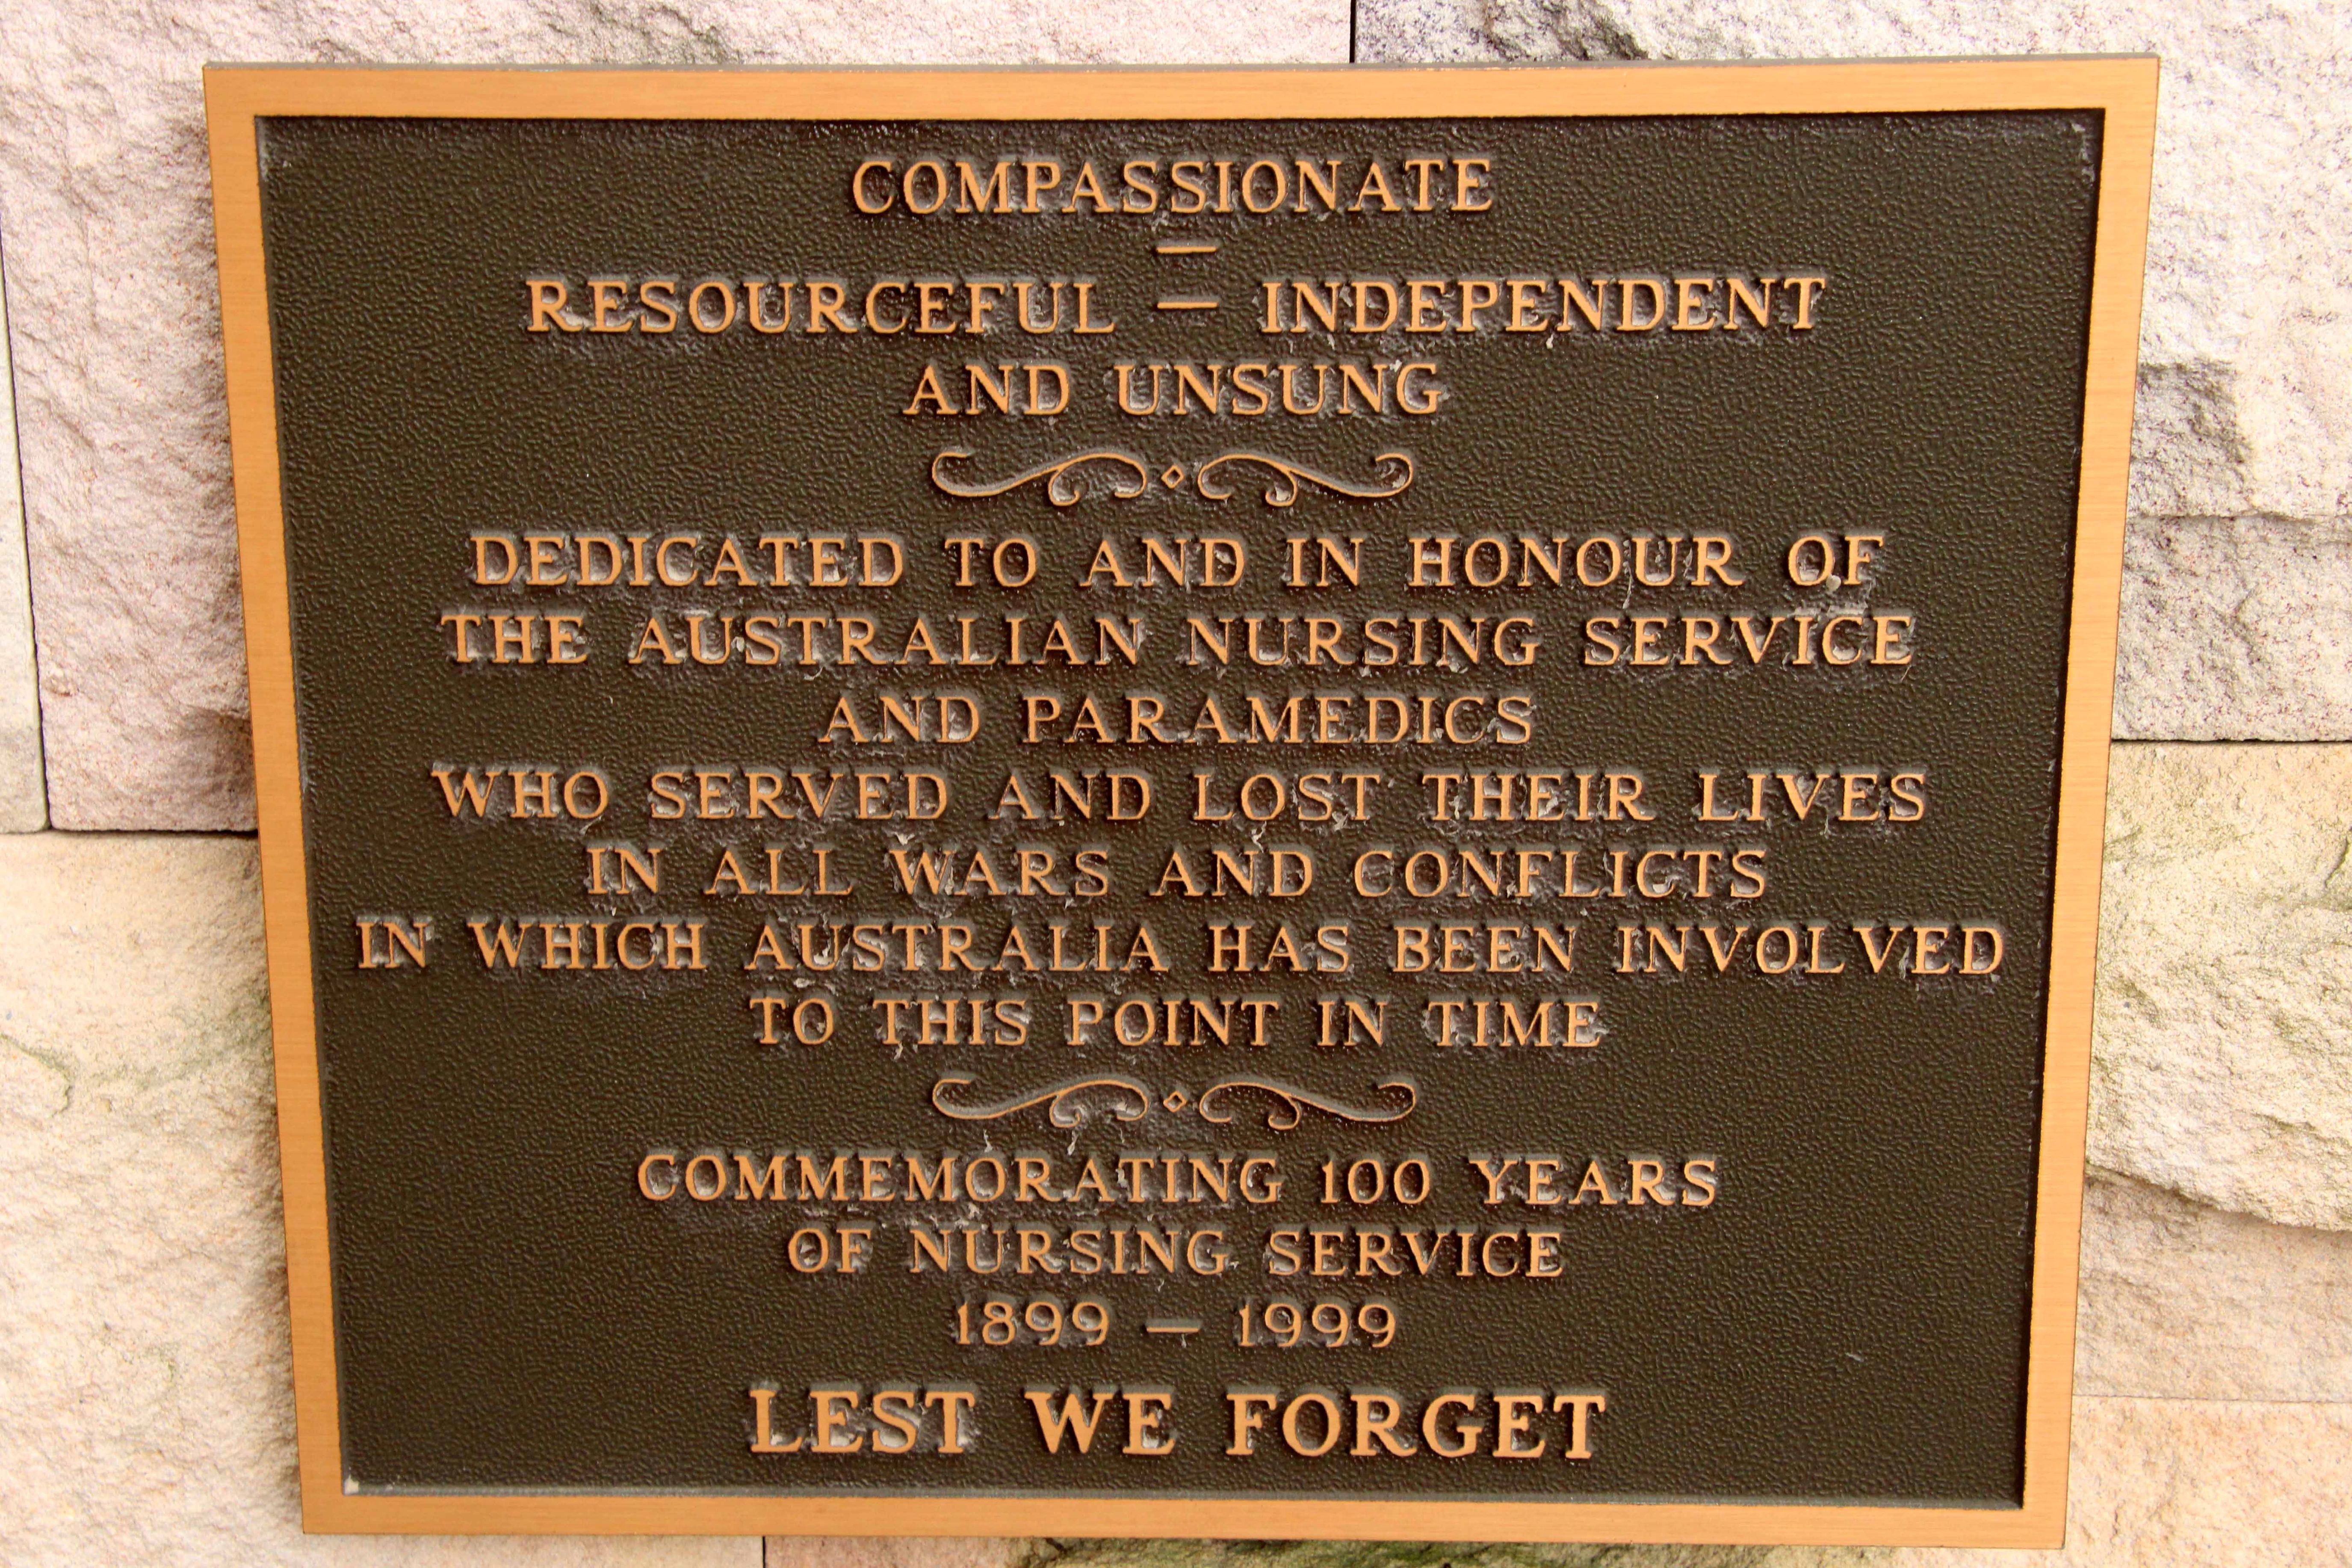 COMPASSIONATE
—
RESOURCEFUL — INDEPENDENT
AND UNSUNG
DEDICATED TO AND IN HONOUR OF
THE AUSTRALIAN NURSING SERVICE
AND PARAMEDICS
WHO SERVED AND LOST THEIR LIVES
IN ALL WARS AND CONFLICTS
IN WHICH AUSTRALIA HAS BEEN INVOLVED
TO THIS POINT IN TIME
COMMEMORATING 100 YEARS
OF NURSING SERVICE
1899 — 1999
LEST WE FORGET